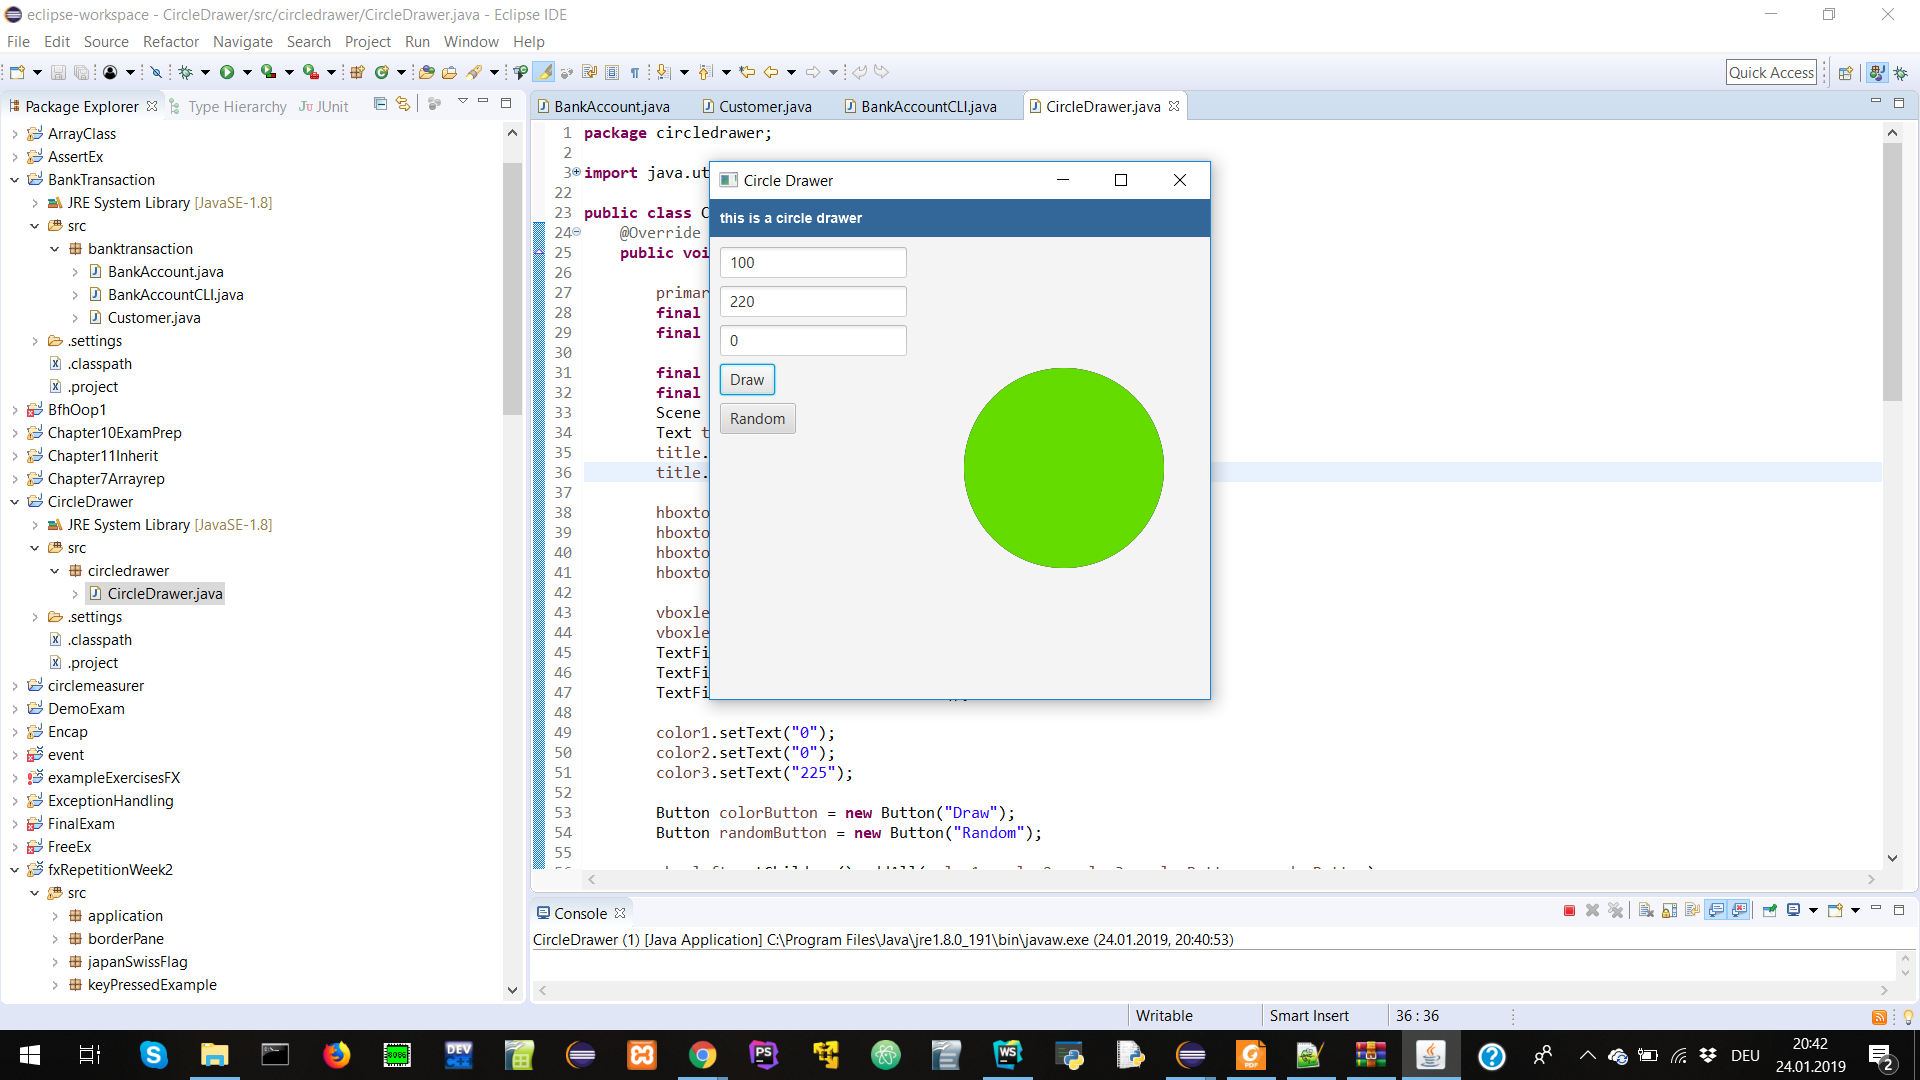 eclipse-workspace - CircleDrawer/src/circledrawer/CircleDrawer.java - Eclipse IDE
File Edit Source Refactor Navigate Search Project Run Window Help
Quick Access
Package Explorer Type Hierarchy JUnit
ArrayClass
AssertEx
BankTransaction
JRE System Library [JavaSE-1.8]
src
banktransaction
BankAccount.java
BankAccountCLI.java
Customer.java
.settings
.classpath
.project
BfhOop1
Chapter10ExamPrep
Chapter11Inherit
Chapter7Arrayrep
CircleDrawer
JRE System Library [JavaSE-1.8]
src
circledrawer
CircleDrawer.java
.settings
.classpath
.project
circlemeasurer
DemoExam
Encap
event
exampleExercisesFX
ExceptionHandling
FinalExam
FreeEx
fxRepetitionWeek2
src
application
borderPane
japanSwissFlag
keyPressedExample
BankAccount.java Customer.java BankAccountCLI.java CircleDrawer.java
1 package circledrawer;
2
3 import java.ut
22
23 public class C
24 @Override
25 public voi
26
27 primar
28 final
29 final
30
31 final
32 final
33 Scene
34 Text t
35 title.
36 title.
37
38 hboxto
39 hboxto
40 hboxto
41 hboxto
42
43 vboxle
44 vboxle
45 TextFi
46 TextFi
47 TextFi
48
49 color1.setText("0");
50 color2.setText("0");
51 color3.setText("225");
52
53 Button colorButton = new Button("Draw");
54 Button randomButton = new Button("Random");
55
Circle Drawer
this is a circle drawer
100
220
0
Draw
Random
Console
CircleDrawer (1) [Java Application] C:\Program Files\Java\jre1.8.0_191\bin\javaw.exe (24.01.2019, 20:40:53)
Writable Smart Insert 36 : 36
DEU
20:42
24.01.2019
2